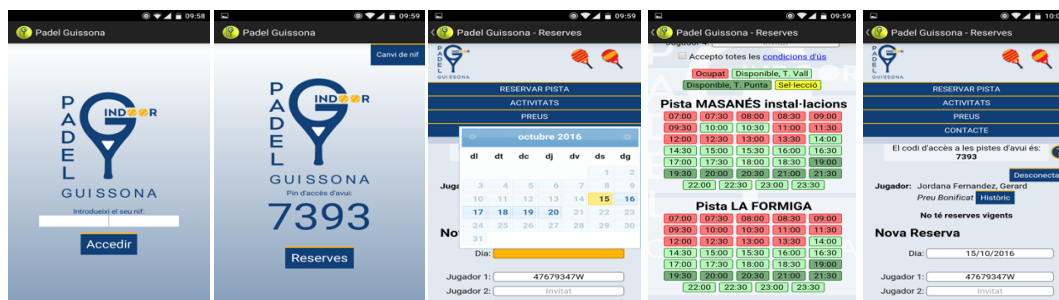 09:58
Padel Guissona
PADEL
INDOOR
GUISSONA
Introdueixi el seu nif:
Accedir
09:59
Padel Guissona
Canvi de nif
PADEL
INDOOR
GUISSONA
Pin d'accés d'avui:
7393
Reserves
09:59
Padel Guissona - Reserves
PADEL
GUISSONA
RESERVAR PISTA
ACTIVITATS
PREUS
octubre 2016
dl dt dc dj dv ds dg
1 2
3 4 5 6 7 8 9
10 11 12 13 14 15 16
17 18 19 20 21 22 23
24 25 26 27 28 29 30
31
Juga
No
Dia:
Jugador 1: 47679347W
Jugador 2: Invitat
09:59
Padel Guissona - Reserves
Jugador 4: Invitat
Accepto totes les condicions d'ús
Ocupat Disponible, T. Vall
Disponible, T. Punta Sel·lecció
Pista MASANÉS instal·lacions
07:00 07:30 08:00 08:30 09:00
09:30 10:00 10:30 11:00 11:30
12:00 12:30 13:00 13:30 14:00
14:30 15:00 15:30 16:00 16:30
17:00 17:30 18:00 18:30 19:00
19:30 20:00 20:30 21:00 21:30
22:00 22:30 23:00 23:30
Pista LA FORMIGA
07:00 07:30 08:00 08:30 09:00
09:30 10:00 10:30 11:00 11:30
12:00 12:30 13:00 13:30 14:00
14:30 15:00 15:30 16:00 16:30
17:00 17:30 18:00 18:30 19:00
19:30 20:00 20:30 21:00 21:30
22:00 22:30 23:00 23:30
Padel Guissona - Reserves
PADEL
GUISSONA
RESERVAR PISTA
ACTIVITATS
PREUS
CONTACTE
El codi d'accés a les pistes d'avui és:
7393
Desconecta
Jugador: Jordana Fernandez, Gerard
Preu Bonificat Històric
No té reserves vigents
Nova Reserva
Dia: 15/10/2016
Jugador 1: 47679347W
Jugador 2: Invitat